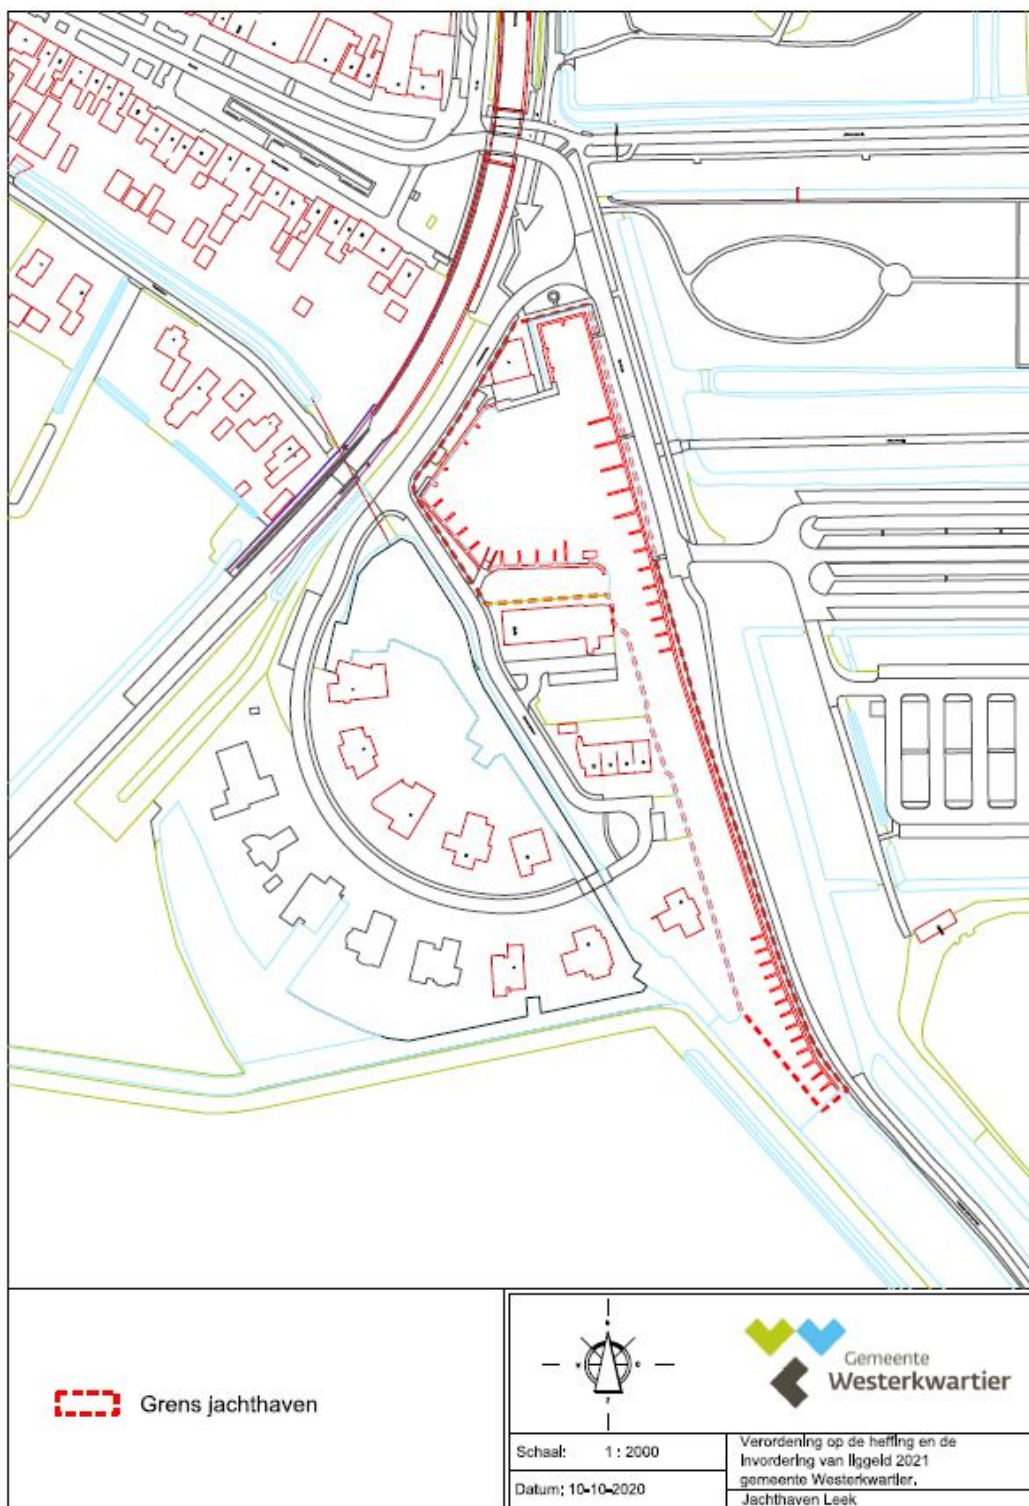 Grens jachthaven
Gemeente
Westerkwartier
Schaal: 1 : 2000
Datum: 10-10-2020
Verordening op de heffing en de
invordering van liggeld 2021
gemeente Westerkwartier.
Jachthaven Leek